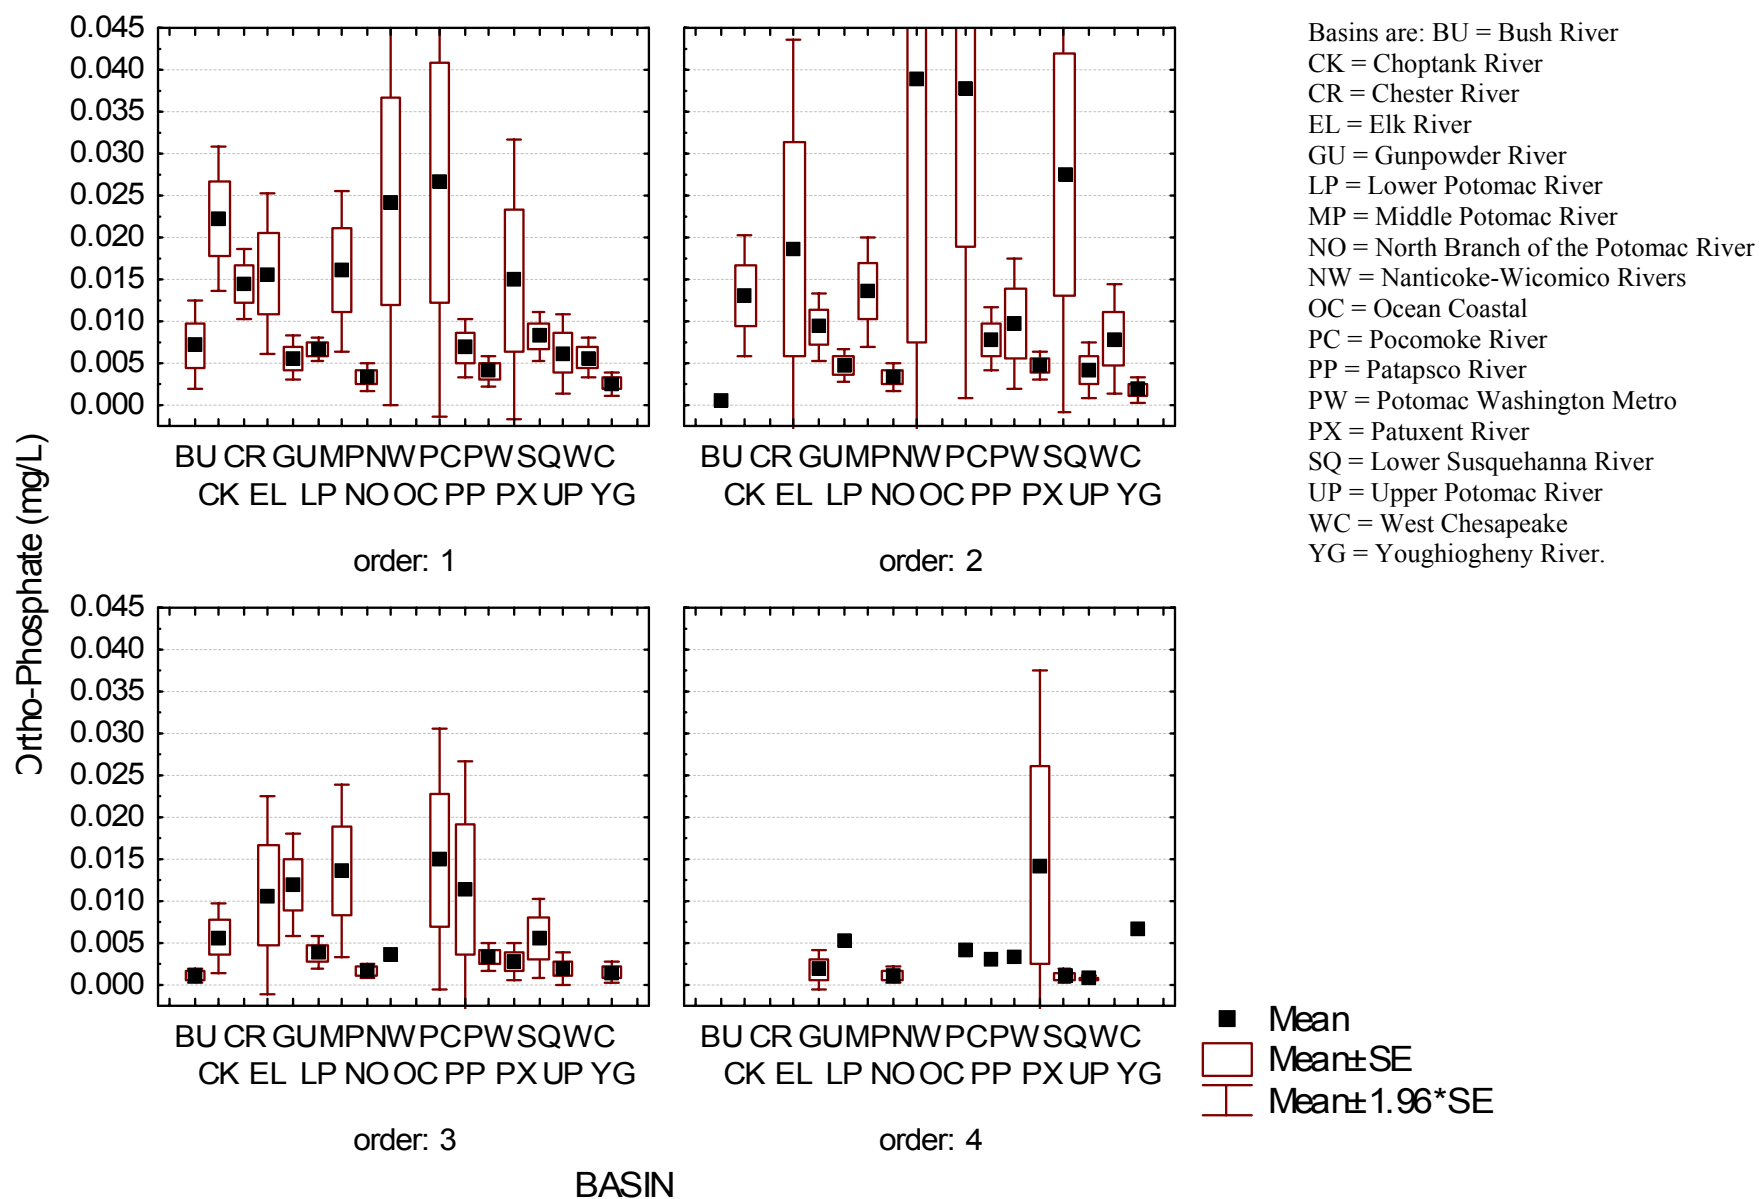 0.045
0.040
0.035
0.030
0.025
0.020
0.015
0.010
0.005
0.000
BU CR GU MP NW PC PW SQ WC
CK EL LP NO OC PP PX UP YG
order: 1
BU CR GU MP NW PC PW SQ WC
CK EL LP NO OC PP PX UP YG
order: 2
Basins are: BU = Bush River
CK = Choptank River
CR = Chester River
EL = Elk River
GU = Gunpowder River
LP = Lower Potomac River
MP = Middle Potomac River
NO = North Branch of the Potomac River
NW = Nanticoke-Wicomico Rivers
OC = Ocean Coastal
PC = Pocomoke River
PP = Patapsco River
PW = Potomac Washington Metro
PX = Patuxent River
SQ = Lower Susquehanna River
UP = Upper Potomac River
WC = West Chesapeake
YG = Youghiogheny River.
Ortho-Phosphate (mg/L)
0.045
0.040
0.035
0.030
0.025
0.020
0.015
0.010
0.005
0.000
BU CR GU MP NW PC PW SQ WC
CK EL LP NO OC PP PX UP YG
order: 3
BU CR GU MP NW PC PW SQ WC
CK EL LP NO OC PP PX UP YG
order: 4
BASIN
Mean
Mean±SE
Mean±1.96*SE